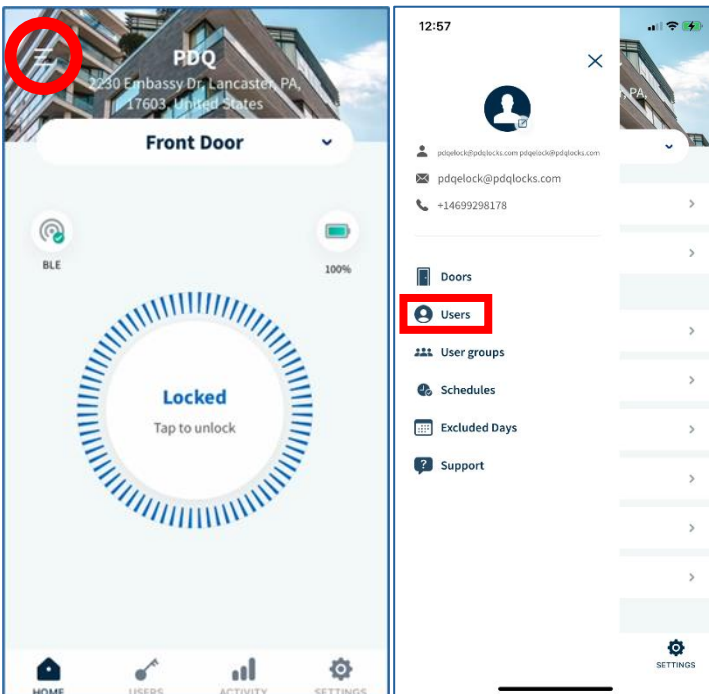 PDQ
2230 Embassy Dr, Lancaster, PA,
17603, United States
Front Door
BLE
100%
Locked
Tap to unlock
HOME
USERS
ACTIVITY
SETTINGS
12:57
pdqelock@pdqlocks.com pdqelock@pdqlocks.com
pdqelock@pdqlocks.com
+14699298178
Doors
Users
User groups
Schedules
Excluded Days
? Support
, PA,
SETTINGS